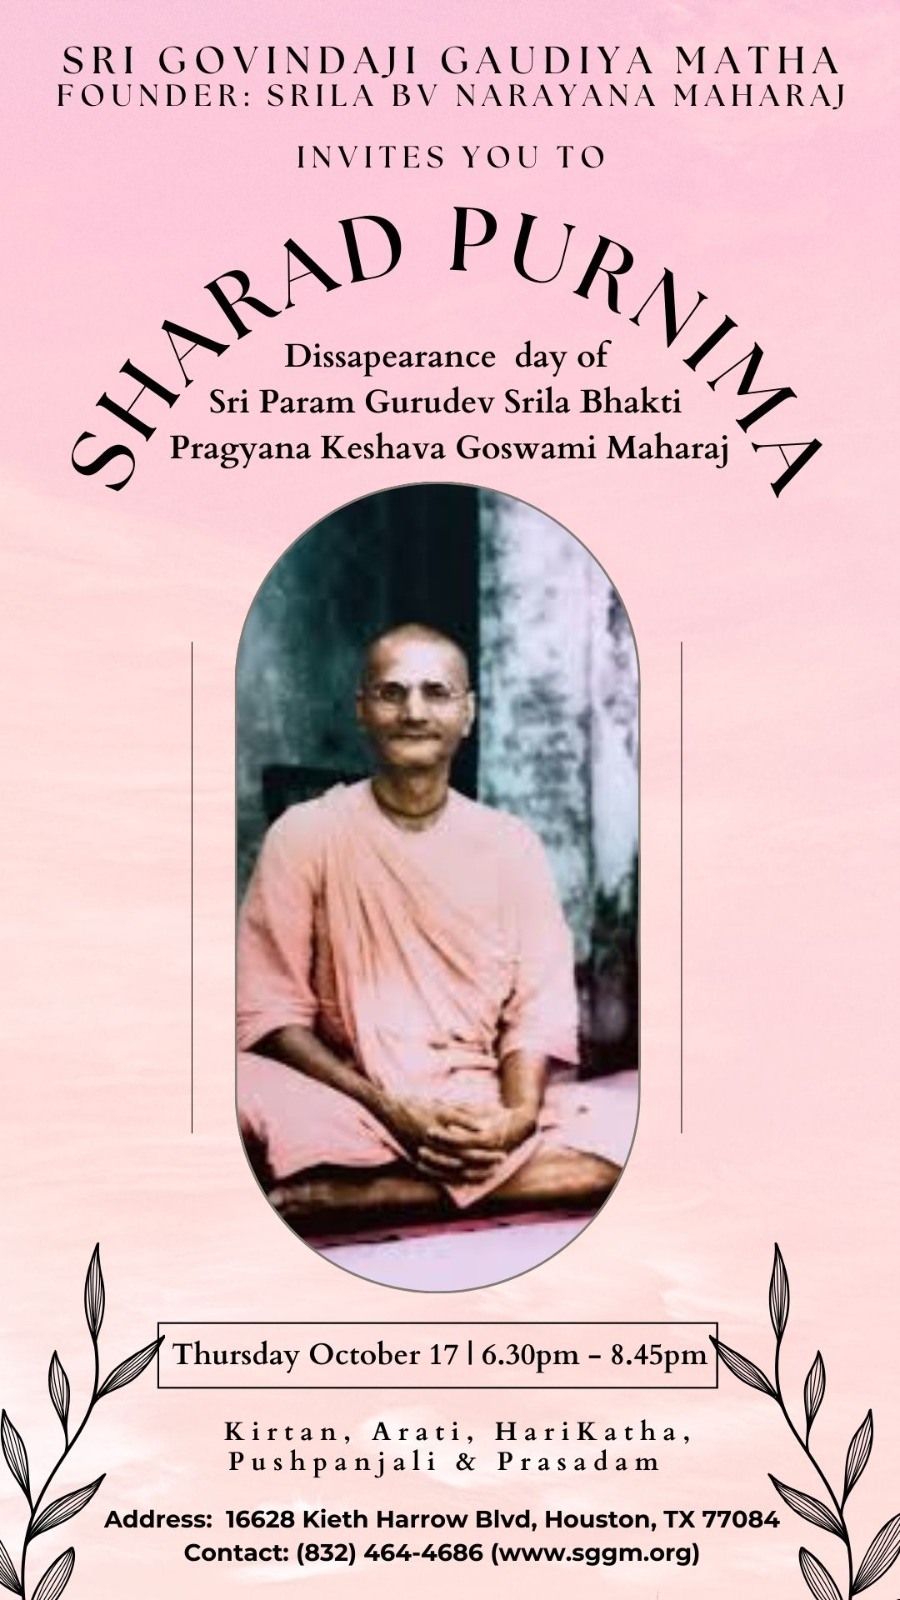 SRI GOVINDAJI GAUDIYA MATHA
FOUNDER: SRILA BV NARAYANA MAHARAJ
INVITES YOU TO
SHARAD PURNIMA
Dissapearance day of
Sri Param Gurudev Srila Bhakti
Pragyana Keshava Goswami Maharaj
Thursday October 17 | 6.30pm - 8.45pm
Kirtan, Arati, HariKatha,
Pushpanjali & Prasadam
Address: 16628 Kieth Harrow Blvd, Houston, TX 77084
Contact: (832) 464-4686 (www.sggm.org)